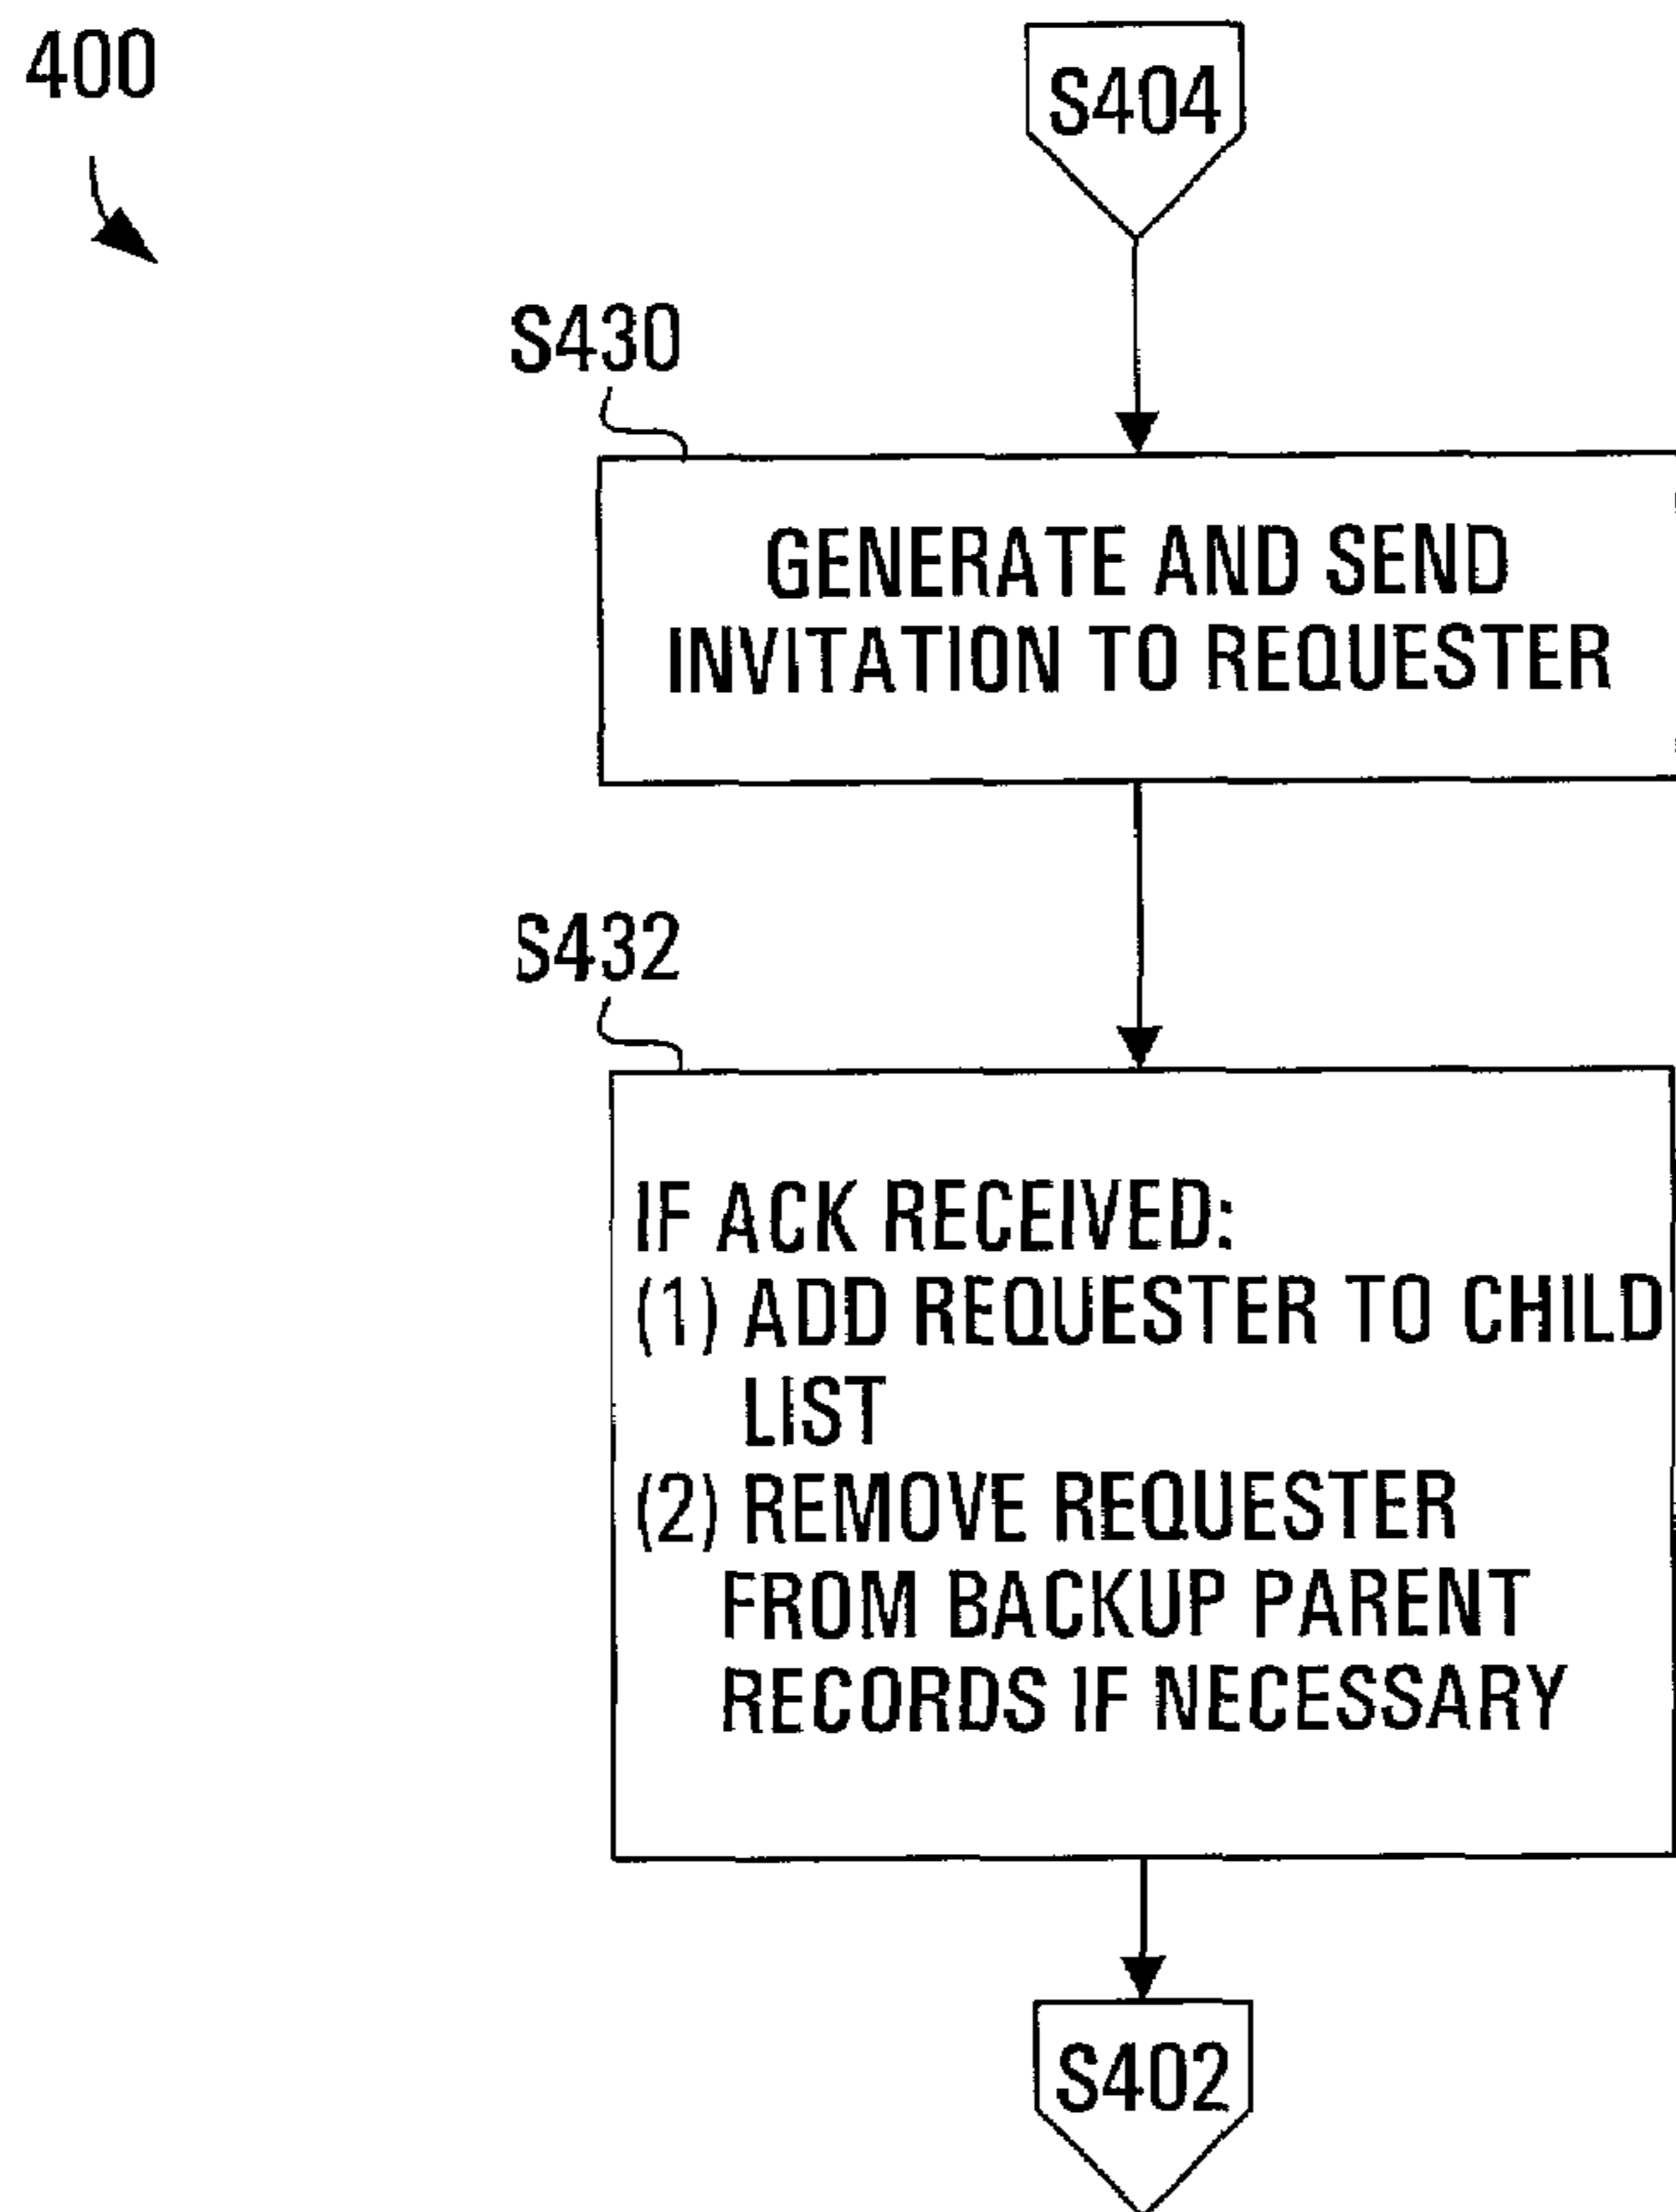 400
S404
S430
GENERATE AND SEND
INVITATION TO REQUESTER
S432
IF ACK RECEIVED:
(1) ADD REQUESTER TO CHILD
LIST
(2) REMOVE REQUESTER
FROM BACKUP PARENT
RECORDS IF NECESSARY
S402